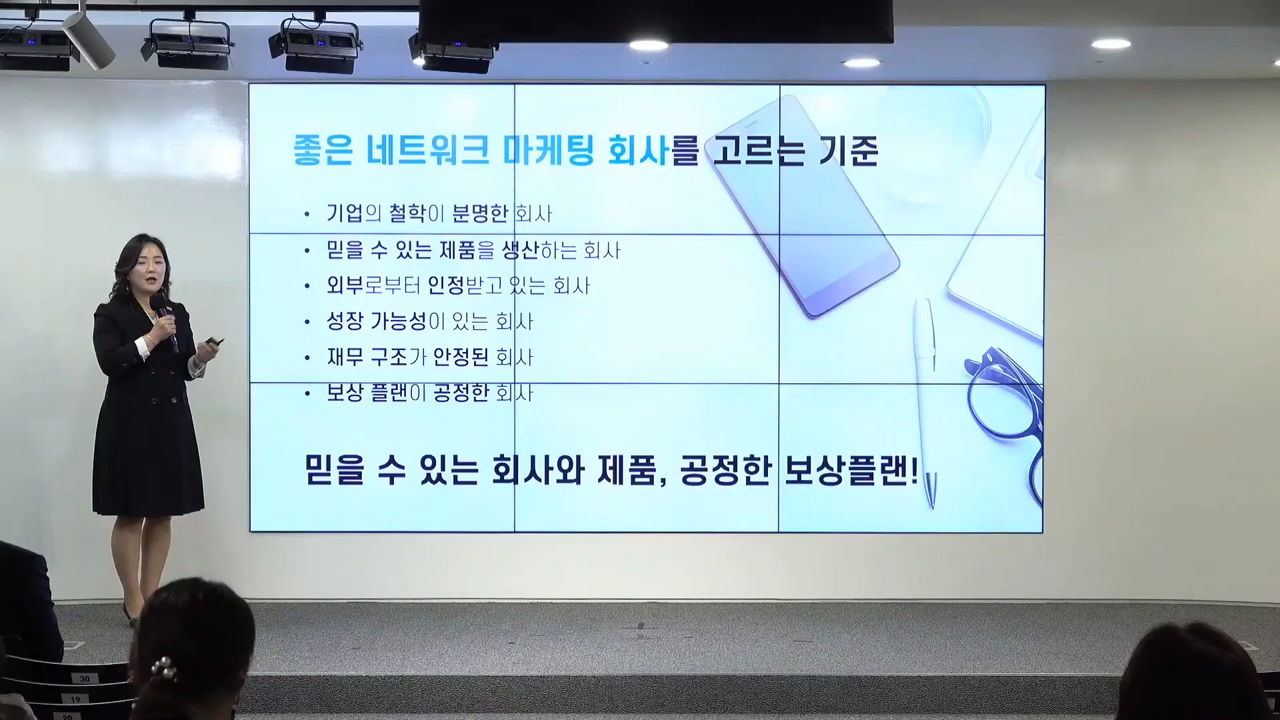 좋은 네트워크 마케팅 회사를 고르는 기준
• 기업의 철학이 분명한 회사
• 믿을 수 있는 제품을 생산하는 회사
• 외부로부터 인정받고 있는 회사
• 성장 가능성이 있는 회사
• 재무 구조가 안정된 회사
• 보상 플랜이 공정한 회사
믿을 수 있는 회사와 제품, 공정한 보상플랜!
30
19
20